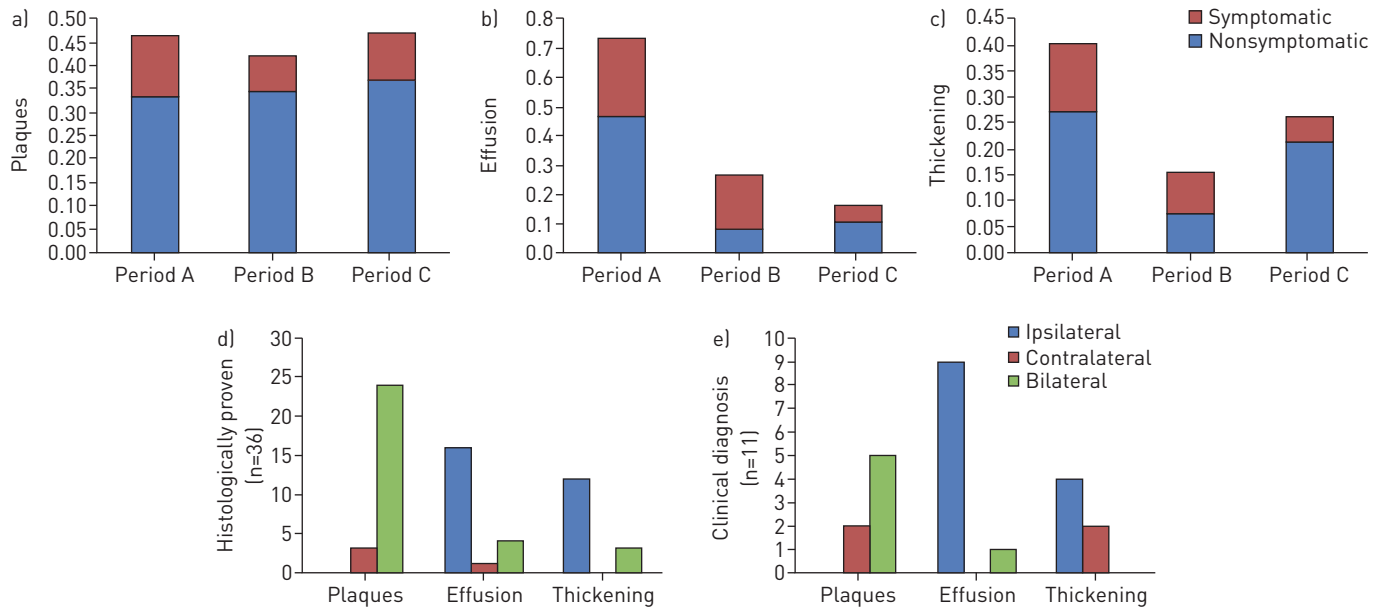 a)
Plaques
0.50
0.45
0.40
0.35
0.30
0.25
0.20
0.15
0.10
0.05
0.00
Period A Period B Period C
b)
Effusion
0.8
0.7
0.6
0.5
0.4
0.3
0.2
0.1
0.0
Period A Period B Period C
c)
Thickening
0.45
0.40
0.35
0.30
0.25
0.20
0.15
0.10
0.05
0.00
Period A Period B Period C
Symptomatic
Nonsymptomatic
d)
Histologically proven
(n=36)
30
25
20
15
10
5
0
Plaques Effusion Thickening
e)
Clinical diagnosis
(n=11)
10
9
8
7
6
5
4
3
2
1
0
Plaques Effusion Thickening
Ipsilateral
Contralateral
Bilateral